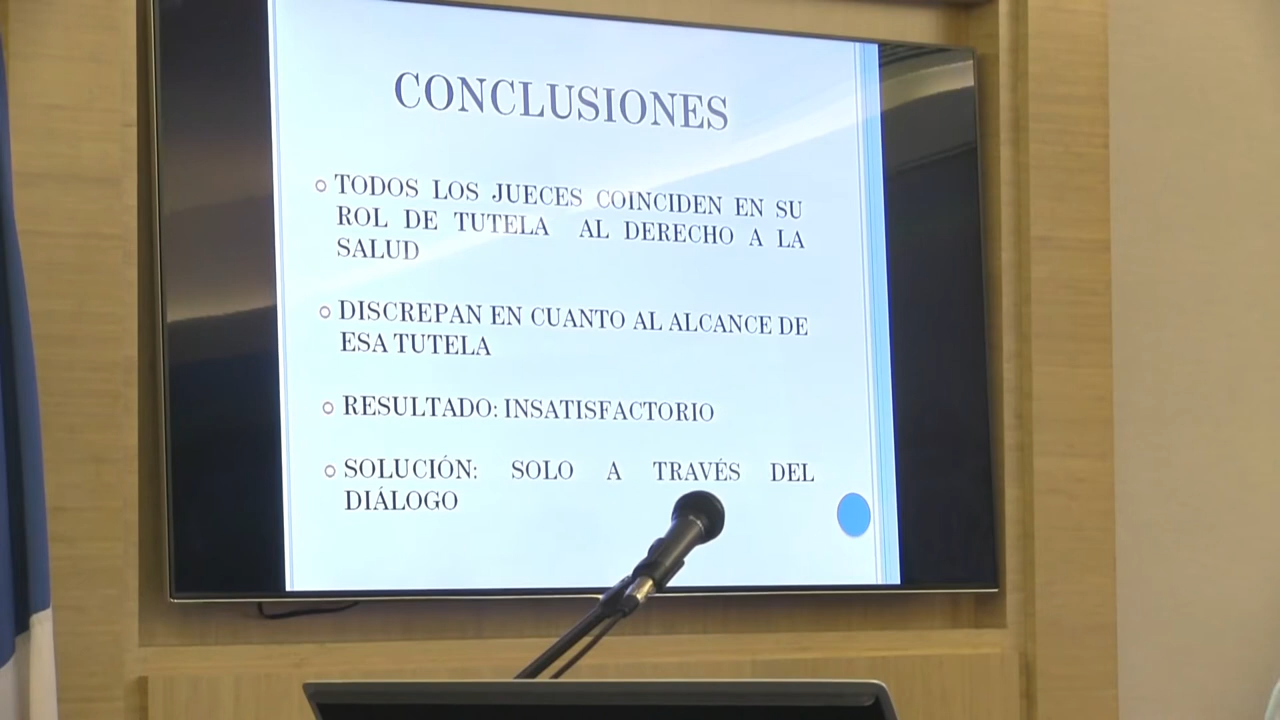 CONCLUSIONES
TODOS LOS JUECES COINCIDEN EN SU
ROL DE TUTELA AL DERECHO A LA
SALUD
DISCREPAN EN CUANTO AL ALCANCE DE
ESA TUTELA
RESULTADO: INSATISFACTORIO
SOLUCIÓN: SOLO A TRAVÉS DEL
DIÁLOGO